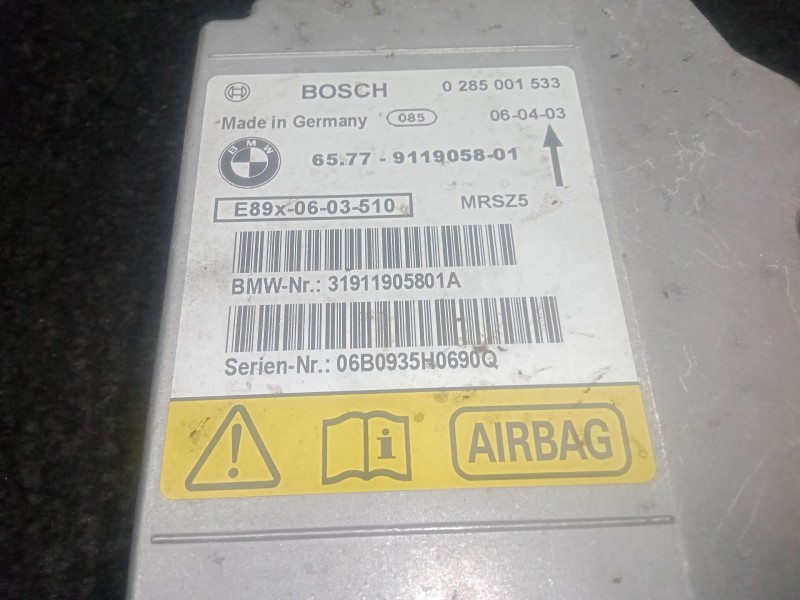 BOSCH 0 285 001 533
Made in Germany 085 06-04-03
BMW 65.77 - 9119058-01
E89x-06-03-510 MRSZ5
BMW-Nr.: 31911905801A
Serien-Nr.: 06B0935H0690Q
! i AIRBAG